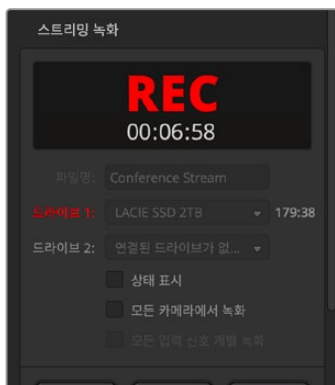 스트리밍 녹화
REC
00:06:58
파일명: Conference Stream
드라이브 1: LACIE SSD 2TB 179:38
드라이브 2: 연결된 드라이브가 없...
상태 표시
모든 카메라에서 녹화
모든 입력 신호 개별 녹화